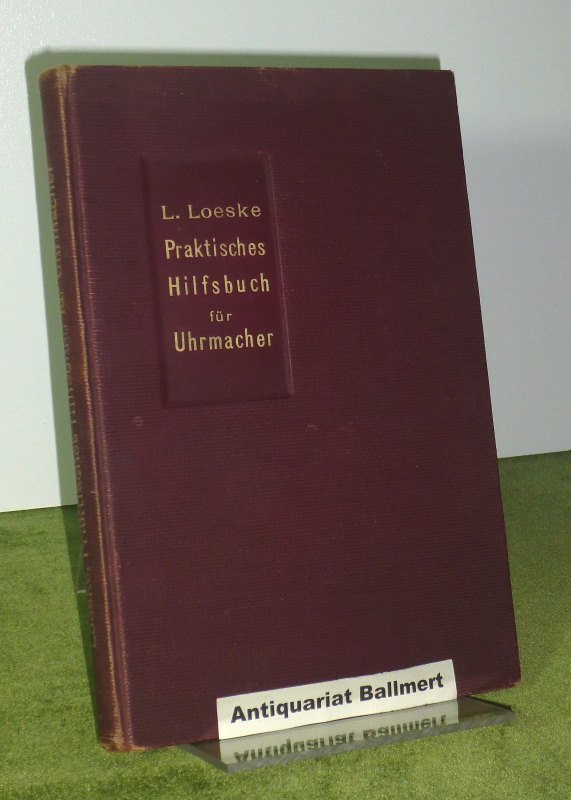 L. Loeske
Praktisches
Hilfsbuch
für
Uhrmacher
Antiquariat Ballmert